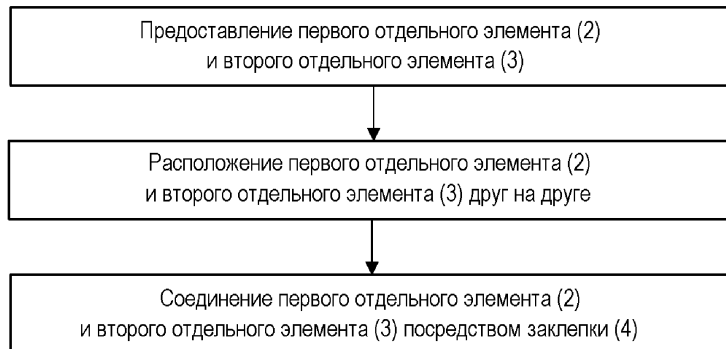 Предоставление первого отдельного элемента (2)
и второго отдельного элемента (3)
Расположение первого отдельного элемента (2)
и второго отдельного элемента (3) друг на друге
Соединение первого отдельного элемента (2)
и второго отдельного элемента (3) посредством заклепки (4)